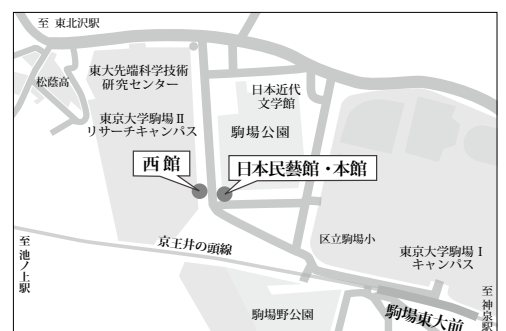 至 東北沢駅
松蔭高
東大先端科学技術
研究センター
東京大学駒場Ⅱ
リサーチキャンパス
日本近代
文学館
駒場公園
西館
日本民藝館・本館
至 池ノ上駅
京王井の頭線
区立駒場小
東京大学駒場Ⅰ
キャンパス
駒場野公園
駒場東大前
至 神泉駅